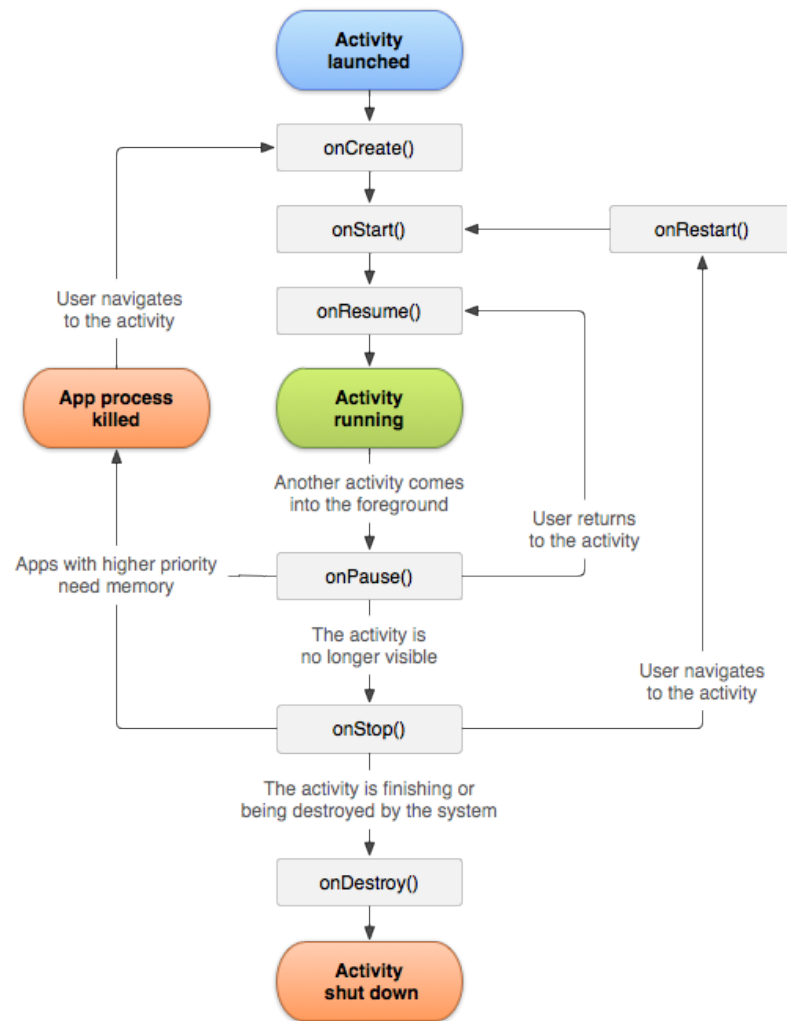 Activity
launched
onCreate()
onStart()
onRestart()
onResume()
User navigates
to the activity
App process
killed
Activity
running
Another activity comes
into the foreground
User returns
to the activity
Apps with higher priority
need memory
onPause()
The activity is
no longer visible
User navigates
to the activity
onStop()
The activity is finishing or
being destroyed by the system
onDestroy()
Activity
shut down